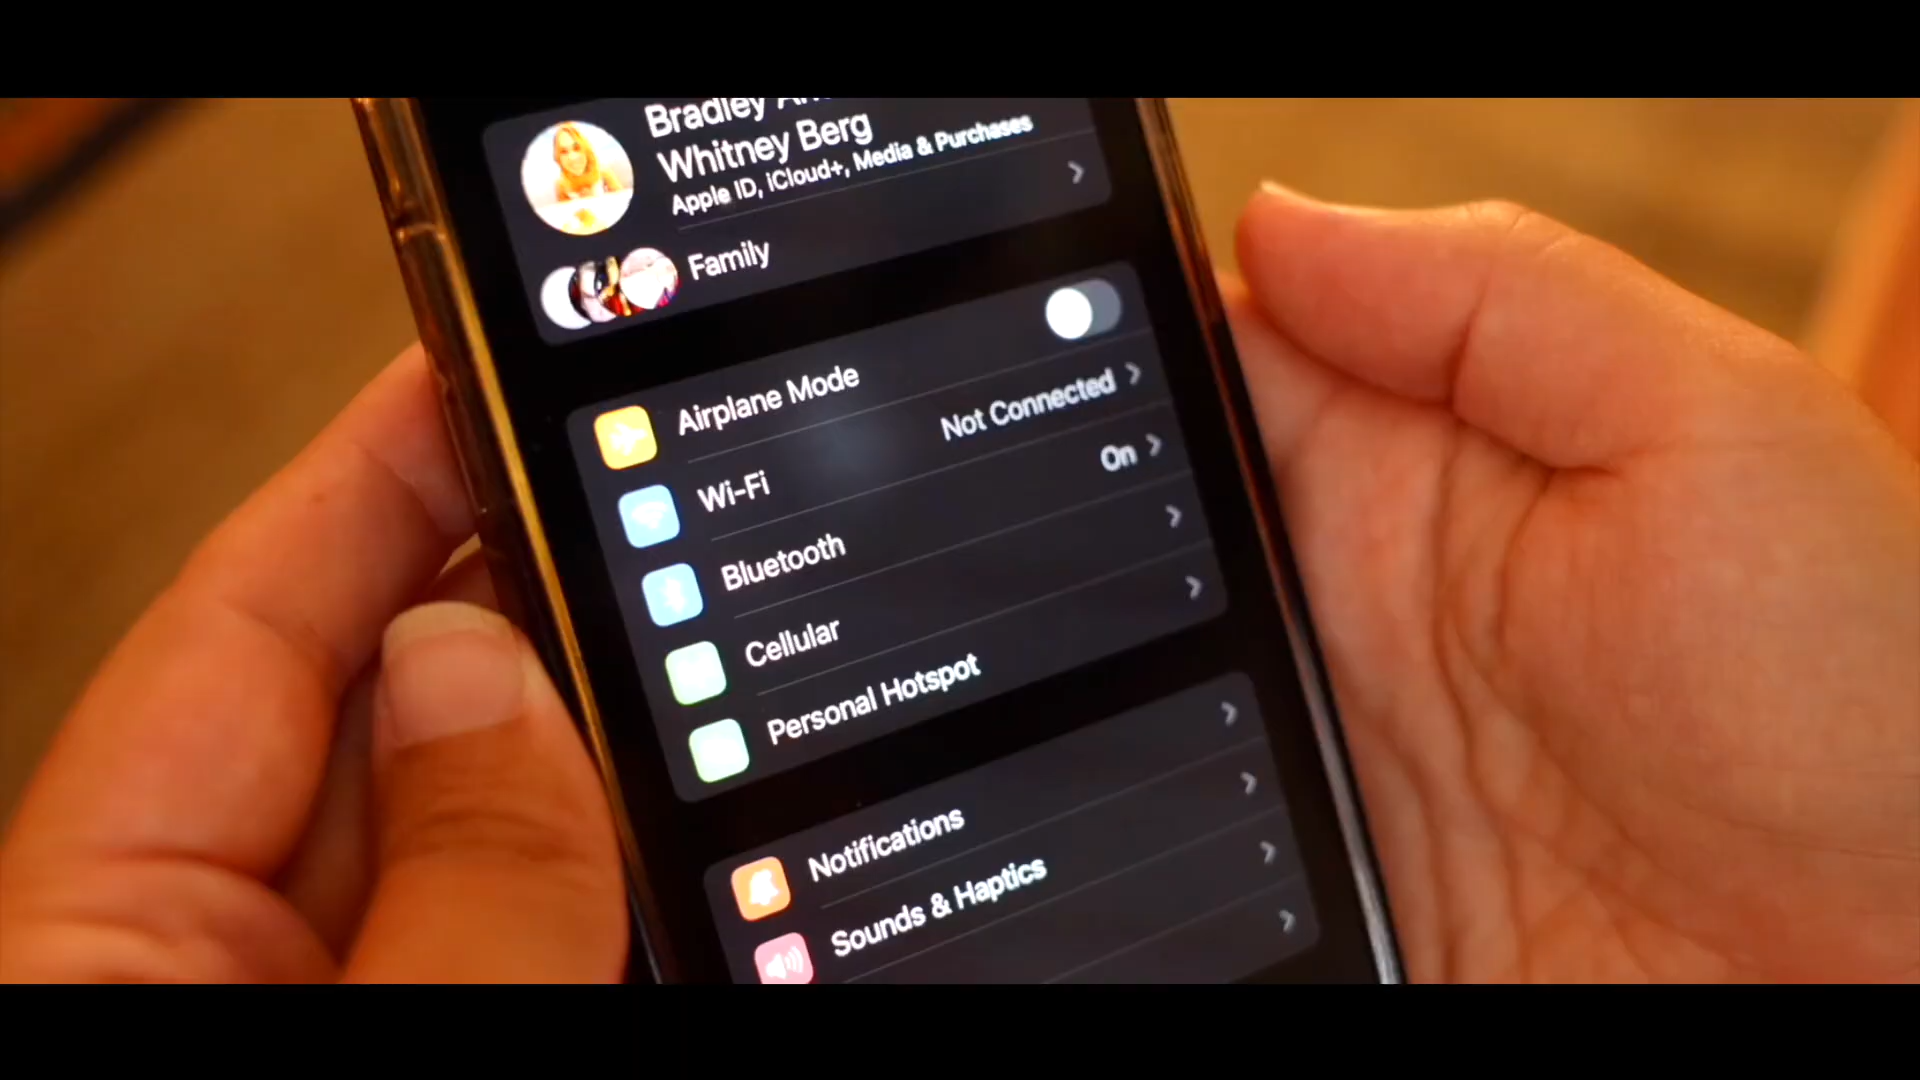 Bradley
Whitney Berg
Apple ID, iCloud+, Media & Purchases
Family
Airplane Mode
Wi-Fi
Not Connected
Bluetooth
On
Cellular
Personal Hotspot
Notifications
Sounds & Haptics